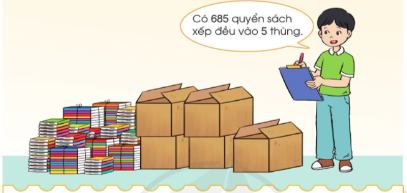 Có 685 quyển sách
xếp đều vào 5 thùng.